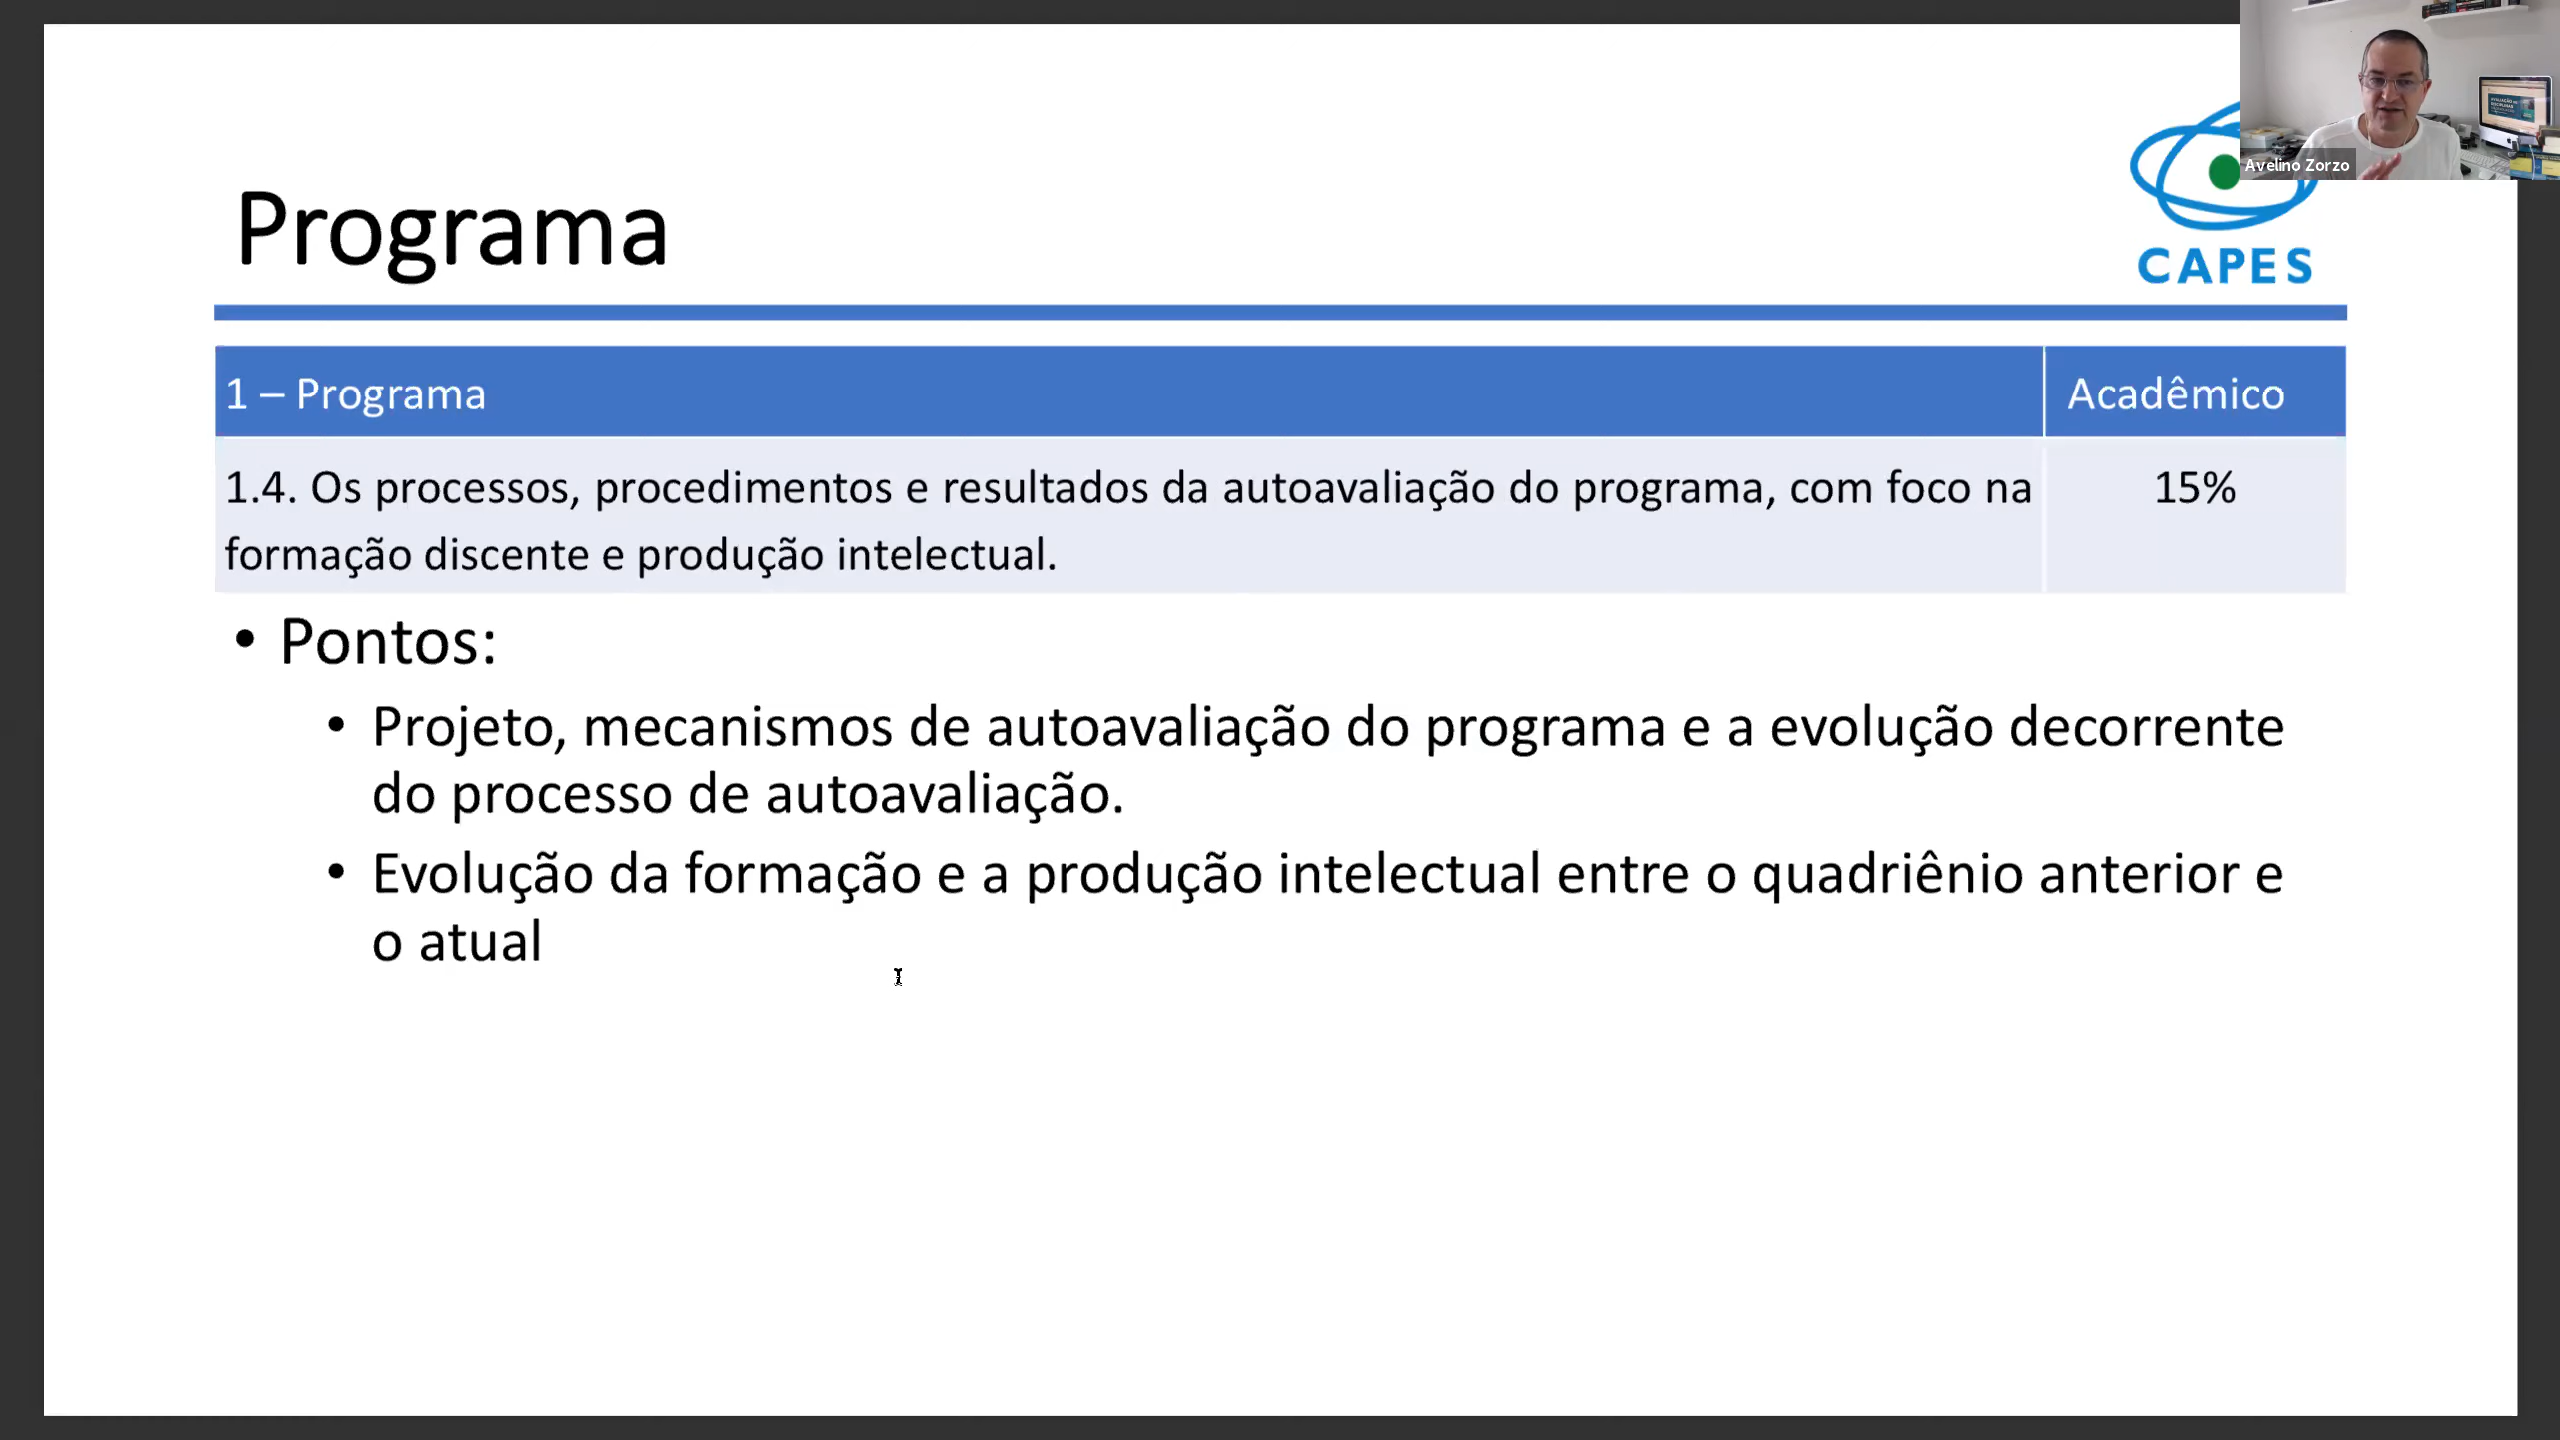 Avelino Zorzo
CAPES
Programa
1 – Programa
Acadêmico
1.4. Os processos, procedimentos e resultados da autoavaliação do programa, com foco na
15%
formação discente e produção intelectual.
• Pontos:
• Projeto, mecanismos de autoavaliação do programa e a evolução decorrente
do processo de autoavaliação.
• Evolução da formação e a produção intelectual entre o quadriênio anterior e
o atual